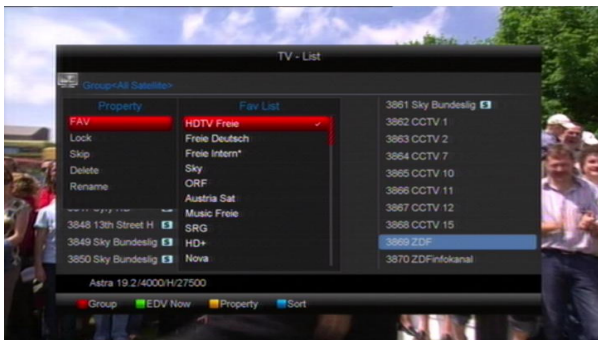 TV - List
Group<All Satellite>
Property
FAV
Lock
Skip
Delete
Rename
Fav List
HDTV Freie
Freie Deutsch
Freie Intern*
Sky
ORF
Austria Sat
Music Freie
SRG
HD+
Nova
3848 13th Street H S
3849 Sky Bundeslig S
3850 Sky Bundeslig S
3861 Sky Bundeslig S
3862 CCTV 1
3863 CCTV 2
3864 CCTV 7
3865 CCTV 10
3866 CCTV 11
3867 CCTV 12
3868 CCTV 15
3869 ZDF
3870 ZDFinfokanal
Astra 19.2/4000/H/27500
Group EDV Now Property Sort